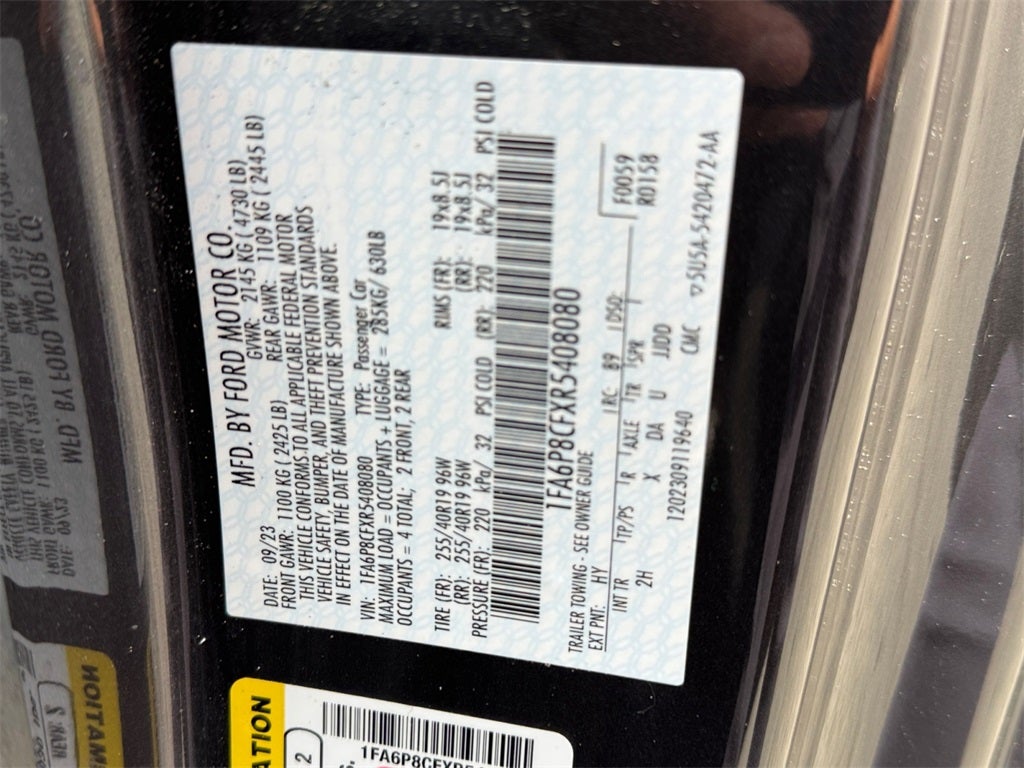 MFD. BY FORD MOTOR CO.
DATE: 09/23 GVWR: 2145 KG ( 4730 LB)
FRONT GAWR: 1100 KG ( 2425 LB) REAR GAWR: 1109 KG ( 2445 LB)
THIS VEHICLE CONFORMS TO ALL APPLICABLE FEDERAL MOTOR
VEHICLE SAFETY, BUMPER, AND THEFT PREVENTION STANDARDS
IN EFFECT ON THE DATE OF MANUFACTURE SHOWN ABOVE.
VIN: 1FA6P8CFXR5408080 TYPE: Passenger Car
MAXIMUM LOAD = OCCUPANTS + LUGGAGE = 285KG/ 630LB
OCCUPANTS = 4 TOTAL; 2 FRONT, 2 REAR
TIRE (FR): 255/40R19 96W RIMS (FR): 19x8.5J
(RR): 255/40R19 96W (RR): 19x8.5J
PRESSURE (FR): 220 kPa/ 32 PSI COLD (RR): 220 kPa/ 32 PSI COLD
1FA6P8CFXR5408080
TRAILER TOWING - SEE OWNER GUIDE
EXT PNT: HY RC: 89 DSO: F0059
R0158
INT TR TP/PS R AXLE TR SPR
2H X DA U JJDD
1202309119640 CMC ▽5U5A-5420472-AA
ATION
2